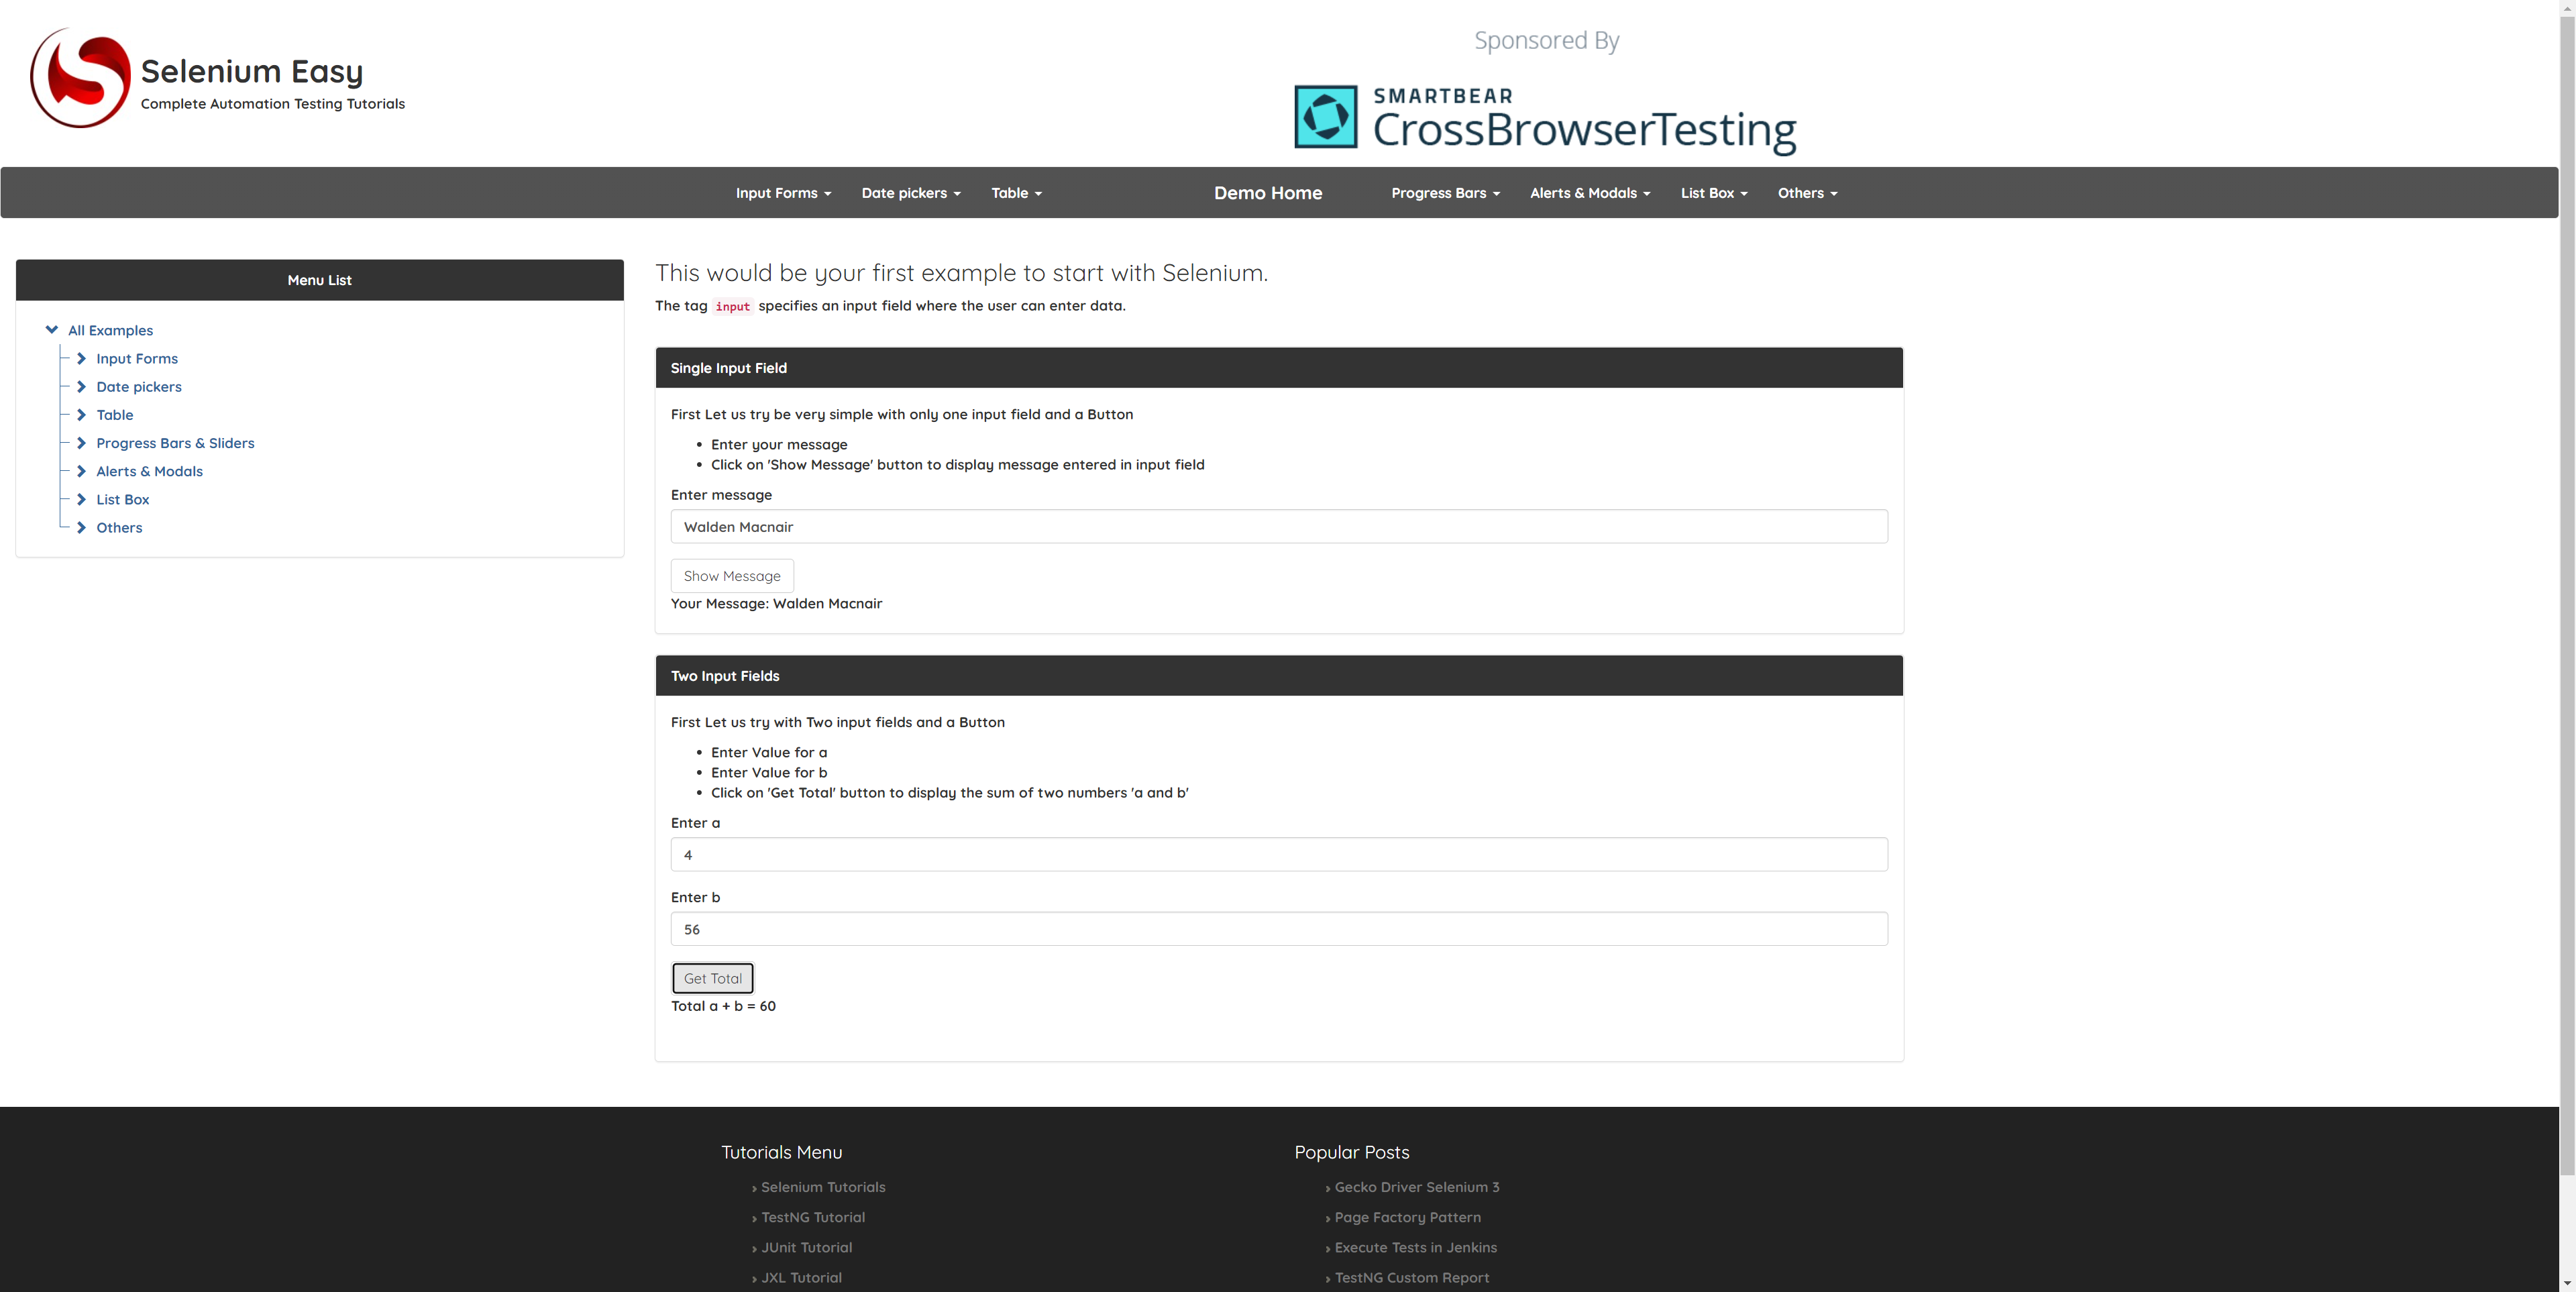 Selenium Easy
Complete Automation Testing Tutorials
Sponsored By
SMARTBEAR
CrossBrowserTesting
Input Forms Date pickers Table Demo Home Progress Bars Alerts & Modals List Box Others
Menu List
All Examples
Input Forms
Date pickers
Table
Progress Bars & Sliders
Alerts & Modals
List Box
Others
This would be your first example to start with Selenium.
The tag input specifies an input field where the user can enter data.
Single Input Field
First Let us try be very simple with only one input field and a Button
• Enter your message
• Click on 'Show Message' button to display message entered in input field
Enter message
Walden Macnair
Show Message
Your Message: Walden Macnair
Two Input Fields
First Let us try with Two input fields and a Button
• Enter Value for a
• Enter Value for b
• Click on 'Get Total' button to display the sum of two numbers 'a and b'
Enter a
4
Enter b
56
Get Total
Total a + b = 60
Tutorials Menu
› Selenium Tutorials
› TestNG Tutorial
› JUnit Tutorial
› JXL Tutorial
Popular Posts
› Gecko Driver Selenium 3
› Page Factory Pattern
› Execute Tests in Jenkins
› TestNG Custom Report